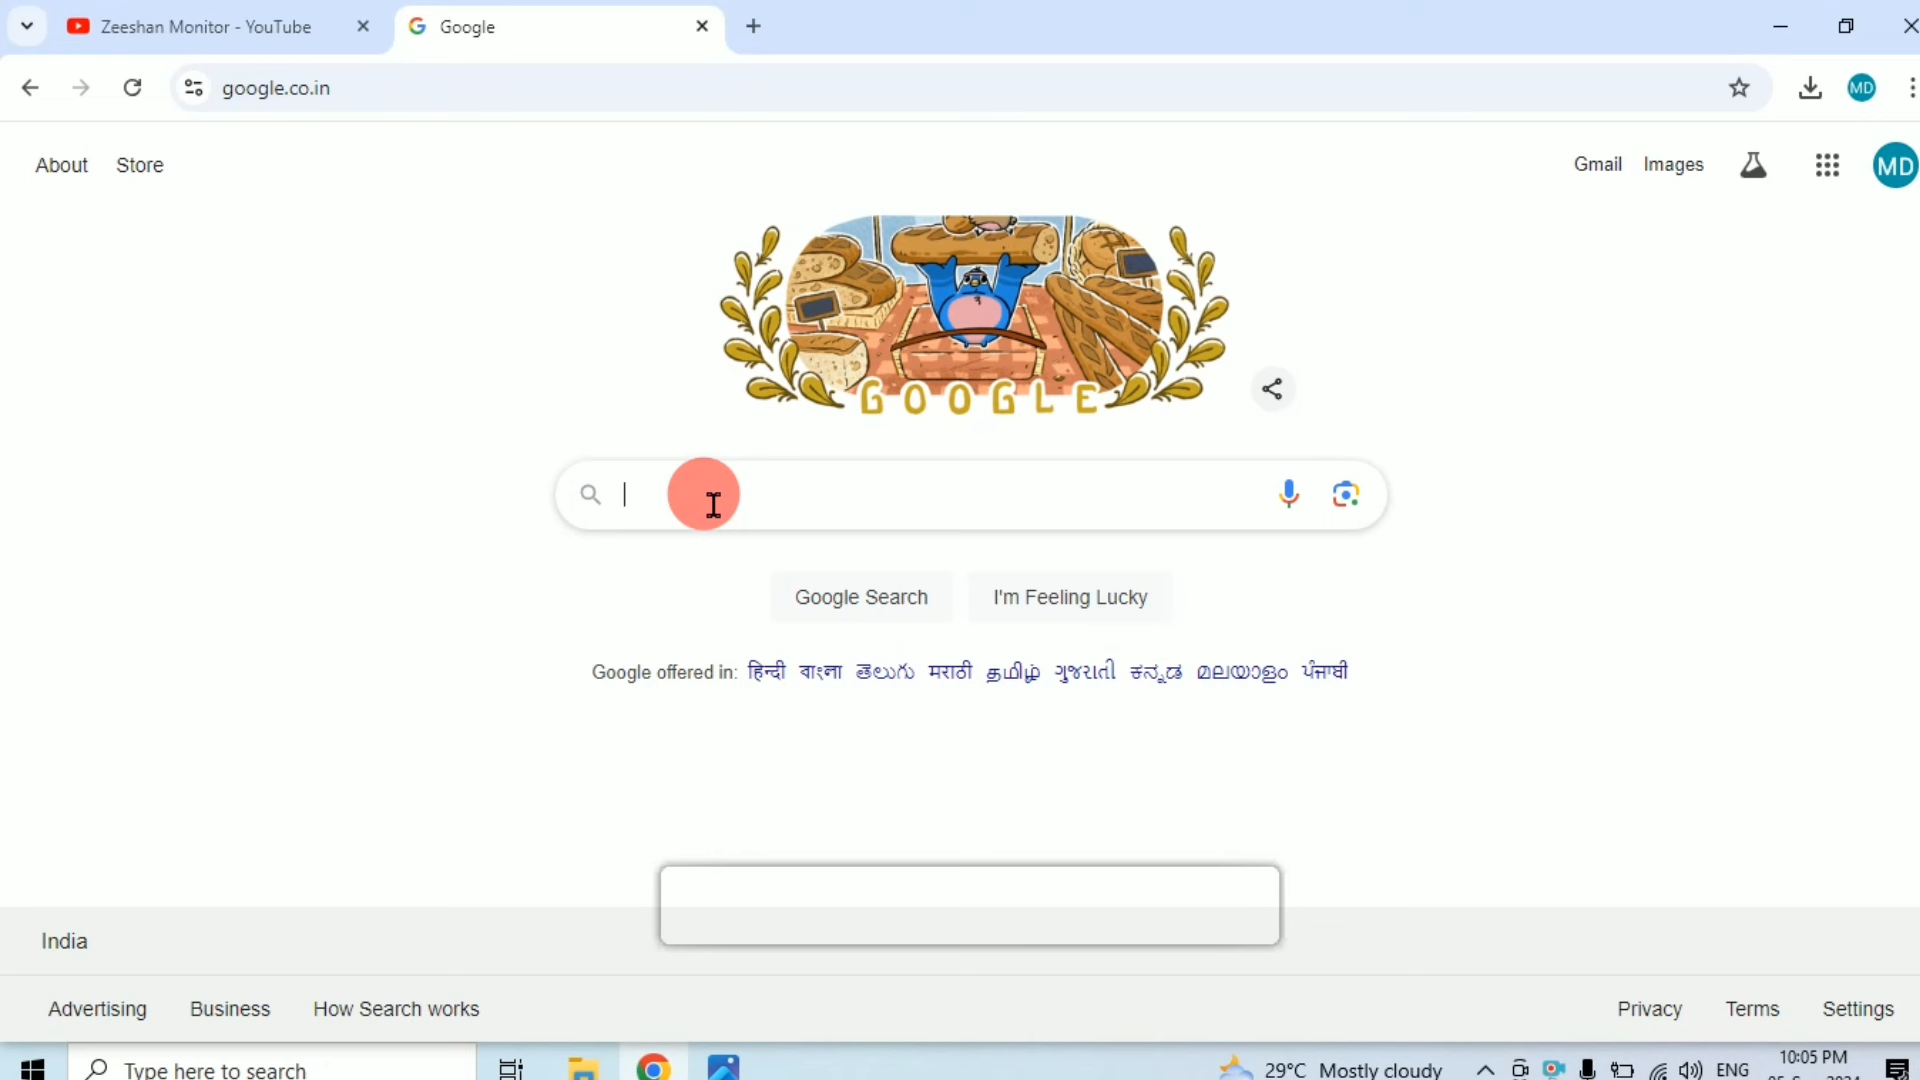 Zeeshan Monitor - YouTube
Google
google.co.in
MD
About Store
Gmail Images MD
GOOGLE
Google Search I'm Feeling Lucky
Google offered in: हिन्दी বাংলা తెలుగు मराठी தமிழ் ગુજરાતી ಕನ್ನಡ മലയാളം ਪੰਜਾਬੀ
India
Advertising Business How Search works
Privacy Terms Settings
Type here to search
29°C Mostly cloudy
ENG
10:05 PM